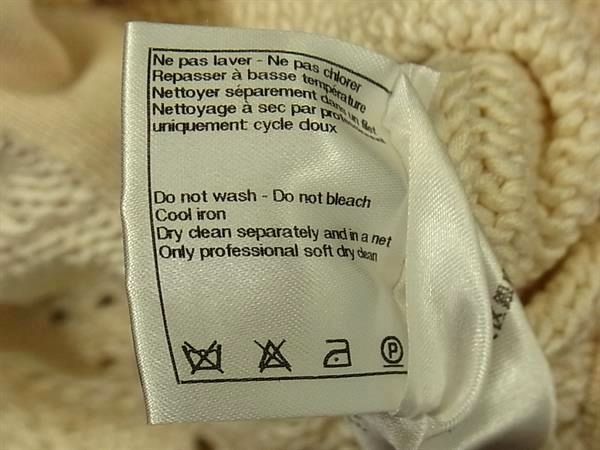 Ne pas laver - Ne pas chlorer
Repasser à basse température
Nettoyer séparement dans un filet
Nettoyage à sec par professionnel
uniquement: cycle doux
Do not wash - Do not bleach
Cool iron
Dry clean separately and in a net
Only professional soft dry clean
P